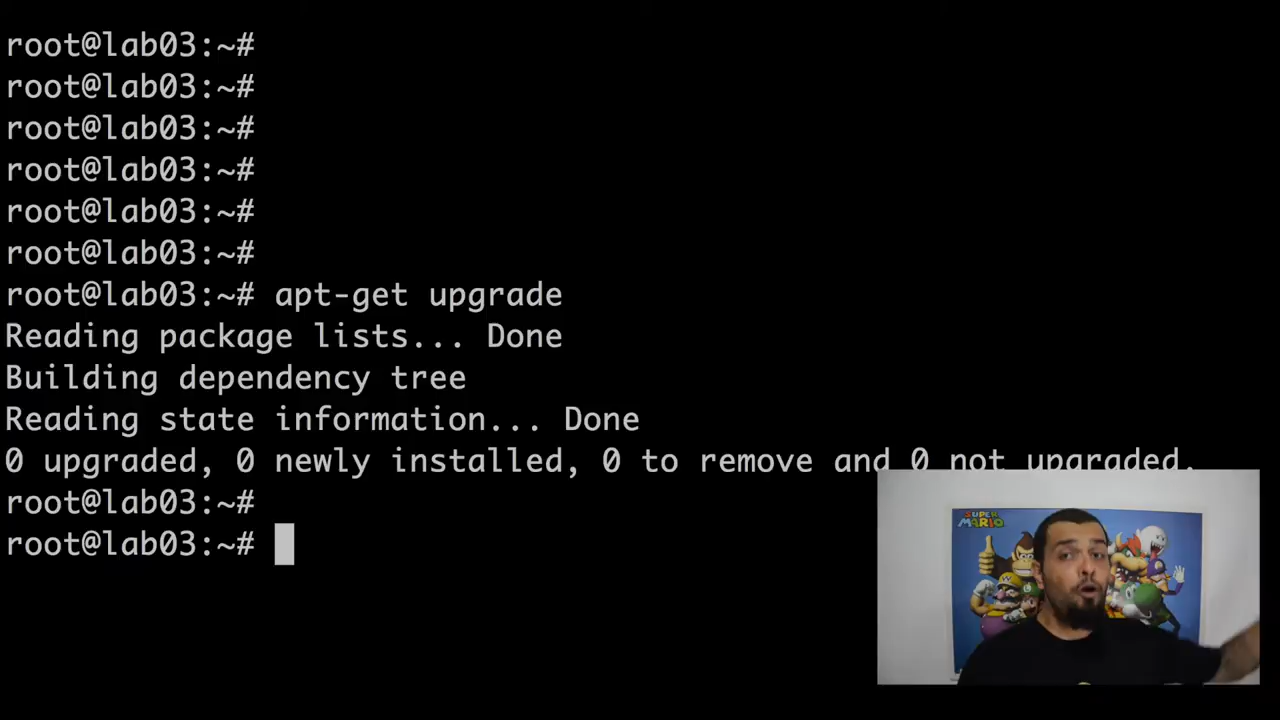 root@lab03:~#
root@lab03:~#
root@lab03:~#
root@lab03:~#
root@lab03:~#
root@lab03:~#
root@lab03:~# apt-get upgrade
Reading package lists... Done
Building dependency tree
Reading state information... Done
0 upgraded, 0 newly installed, 0 to remove and 0 not upgraded.
root@lab03:~#
root@lab03:~#
SUPER
MARIO